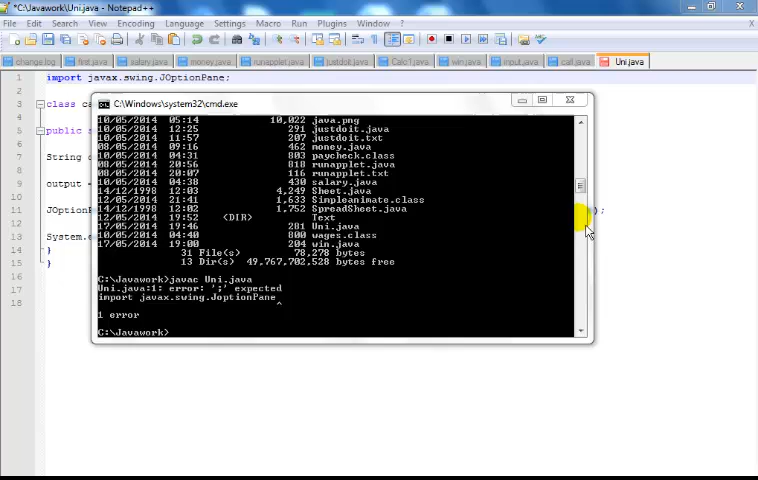 *C:\Javawork\Uni.java - Notepad++
File Edit Search View Encoding Language Settings Macro Run Plugins Window ? X
change.log first.java salary.java money.java runapplet.java justdoit.java Calc1.java win.java input.java call.java Uni.java
1 import javax.swing.JOptionPane;
2
3 class ca
4
5 public s
6
7 String o
8
9 output =
10
11 JOptionP );
12
13 System.e
14 }
15 }
16
17
18
C:\Windows\system32\cmd.exe
10/05/2014 05:14 10,022 java.png
10/05/2014 12:25 291 justdoit.java
10/05/2014 11:57 207 justdoit.txt
08/05/2014 09:16 462 money.java
10/05/2014 04:31 803 paycheck.class
08/05/2014 20:56 818 runapplet.java
08/05/2014 20:07 116 runapplet.txt
10/05/2014 04:38 430 salary.java
14/12/1998 12:03 4,249 Sheet.java
12/05/2014 21:41 1,633 Simpleanimate.class
14/12/1998 12:02 1,752 SpreadSheet.java
12/05/2014 19:52 <DIR> Text
17/05/2014 19:46 281 Uni.java
10/05/2014 04:40 800 wages.class
17/05/2014 19:00 204 win.java
31 File(s) 78,278 bytes
13 Dir(s) 49,767,702,528 bytes free
C:\Javawork>javac Uni.java
Uni.java:1: error: ';' expected
import javax.swing.JoptionPane
^
1 error
C:\Javawork>